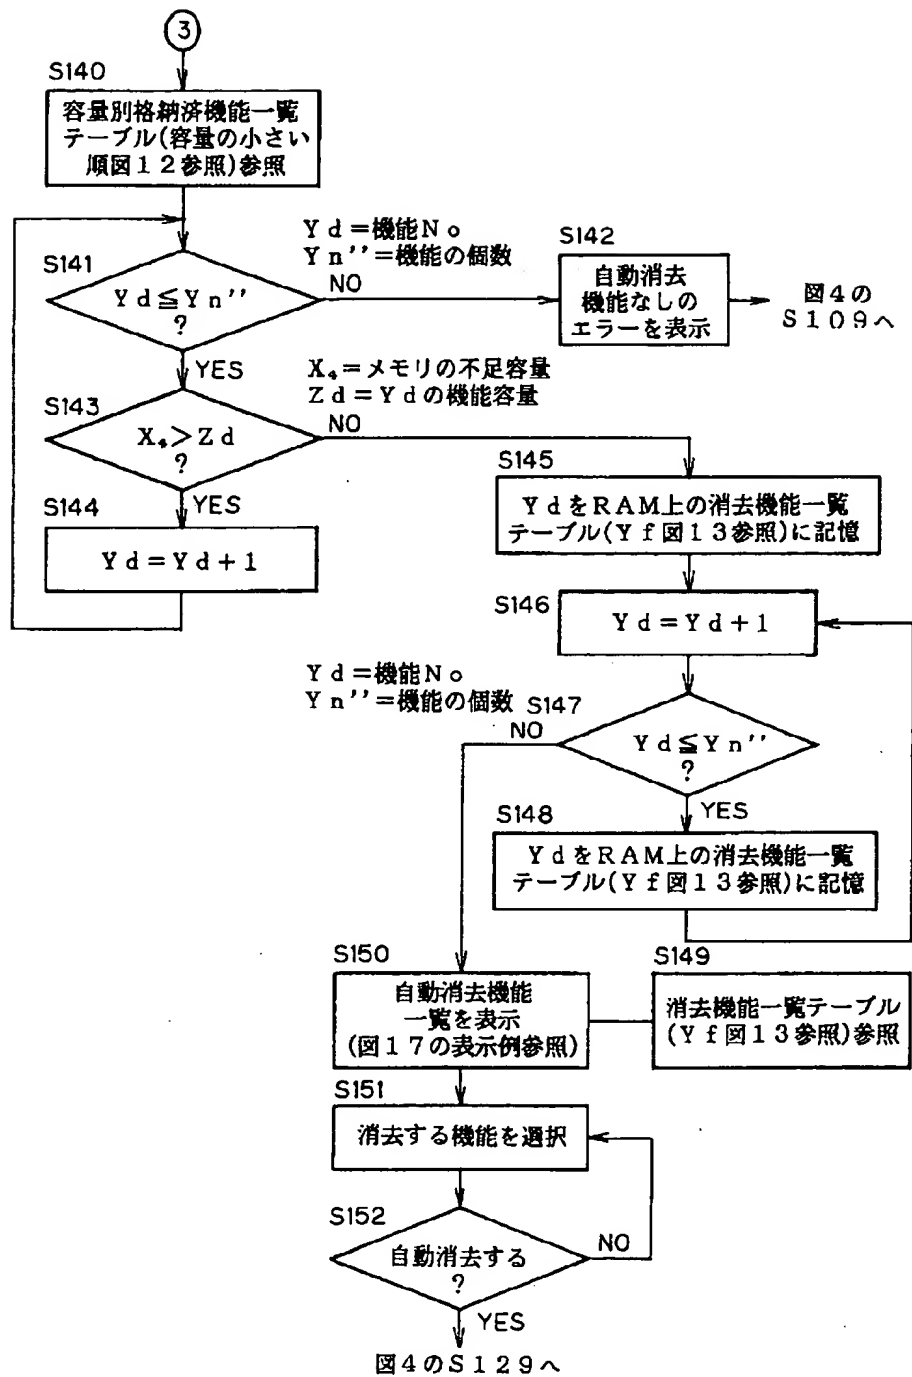 3
S140
容量別格納済機能一覧
テーブル(容量の小さい
順図12参照)参照
Yd=機能No
Yn''=機能の個数
S141
Yd≦Yn''
?
NO
YES
S142
自動消去
機能なしの
エラーを表示
図4の
S109へ
X₄=メモリの不足容量
Zd=Ydの機能容量
S143
X₄>Zd
?
NO
YES
S144
Yd=Yd+1
S145
YdをRAM上の消去機能一覧
テーブル(Yf図13参照)に記憶
S146
Yd=Yd+1
Yd=機能No
Yn''=機能の個数
S147
NO
Yd≦Yn''
?
YES
S148
YdをRAM上の消去機能一覧
テーブル(Yf図13参照)に記憶
S150
自動消去機能
一覧を表示
(図17の表示例参照)
S149
消去機能一覧テーブル
(Yf図13参照)参照
S151
消去する機能を選択
S152
自動消去する
?
NO
YES
図4のS129へ